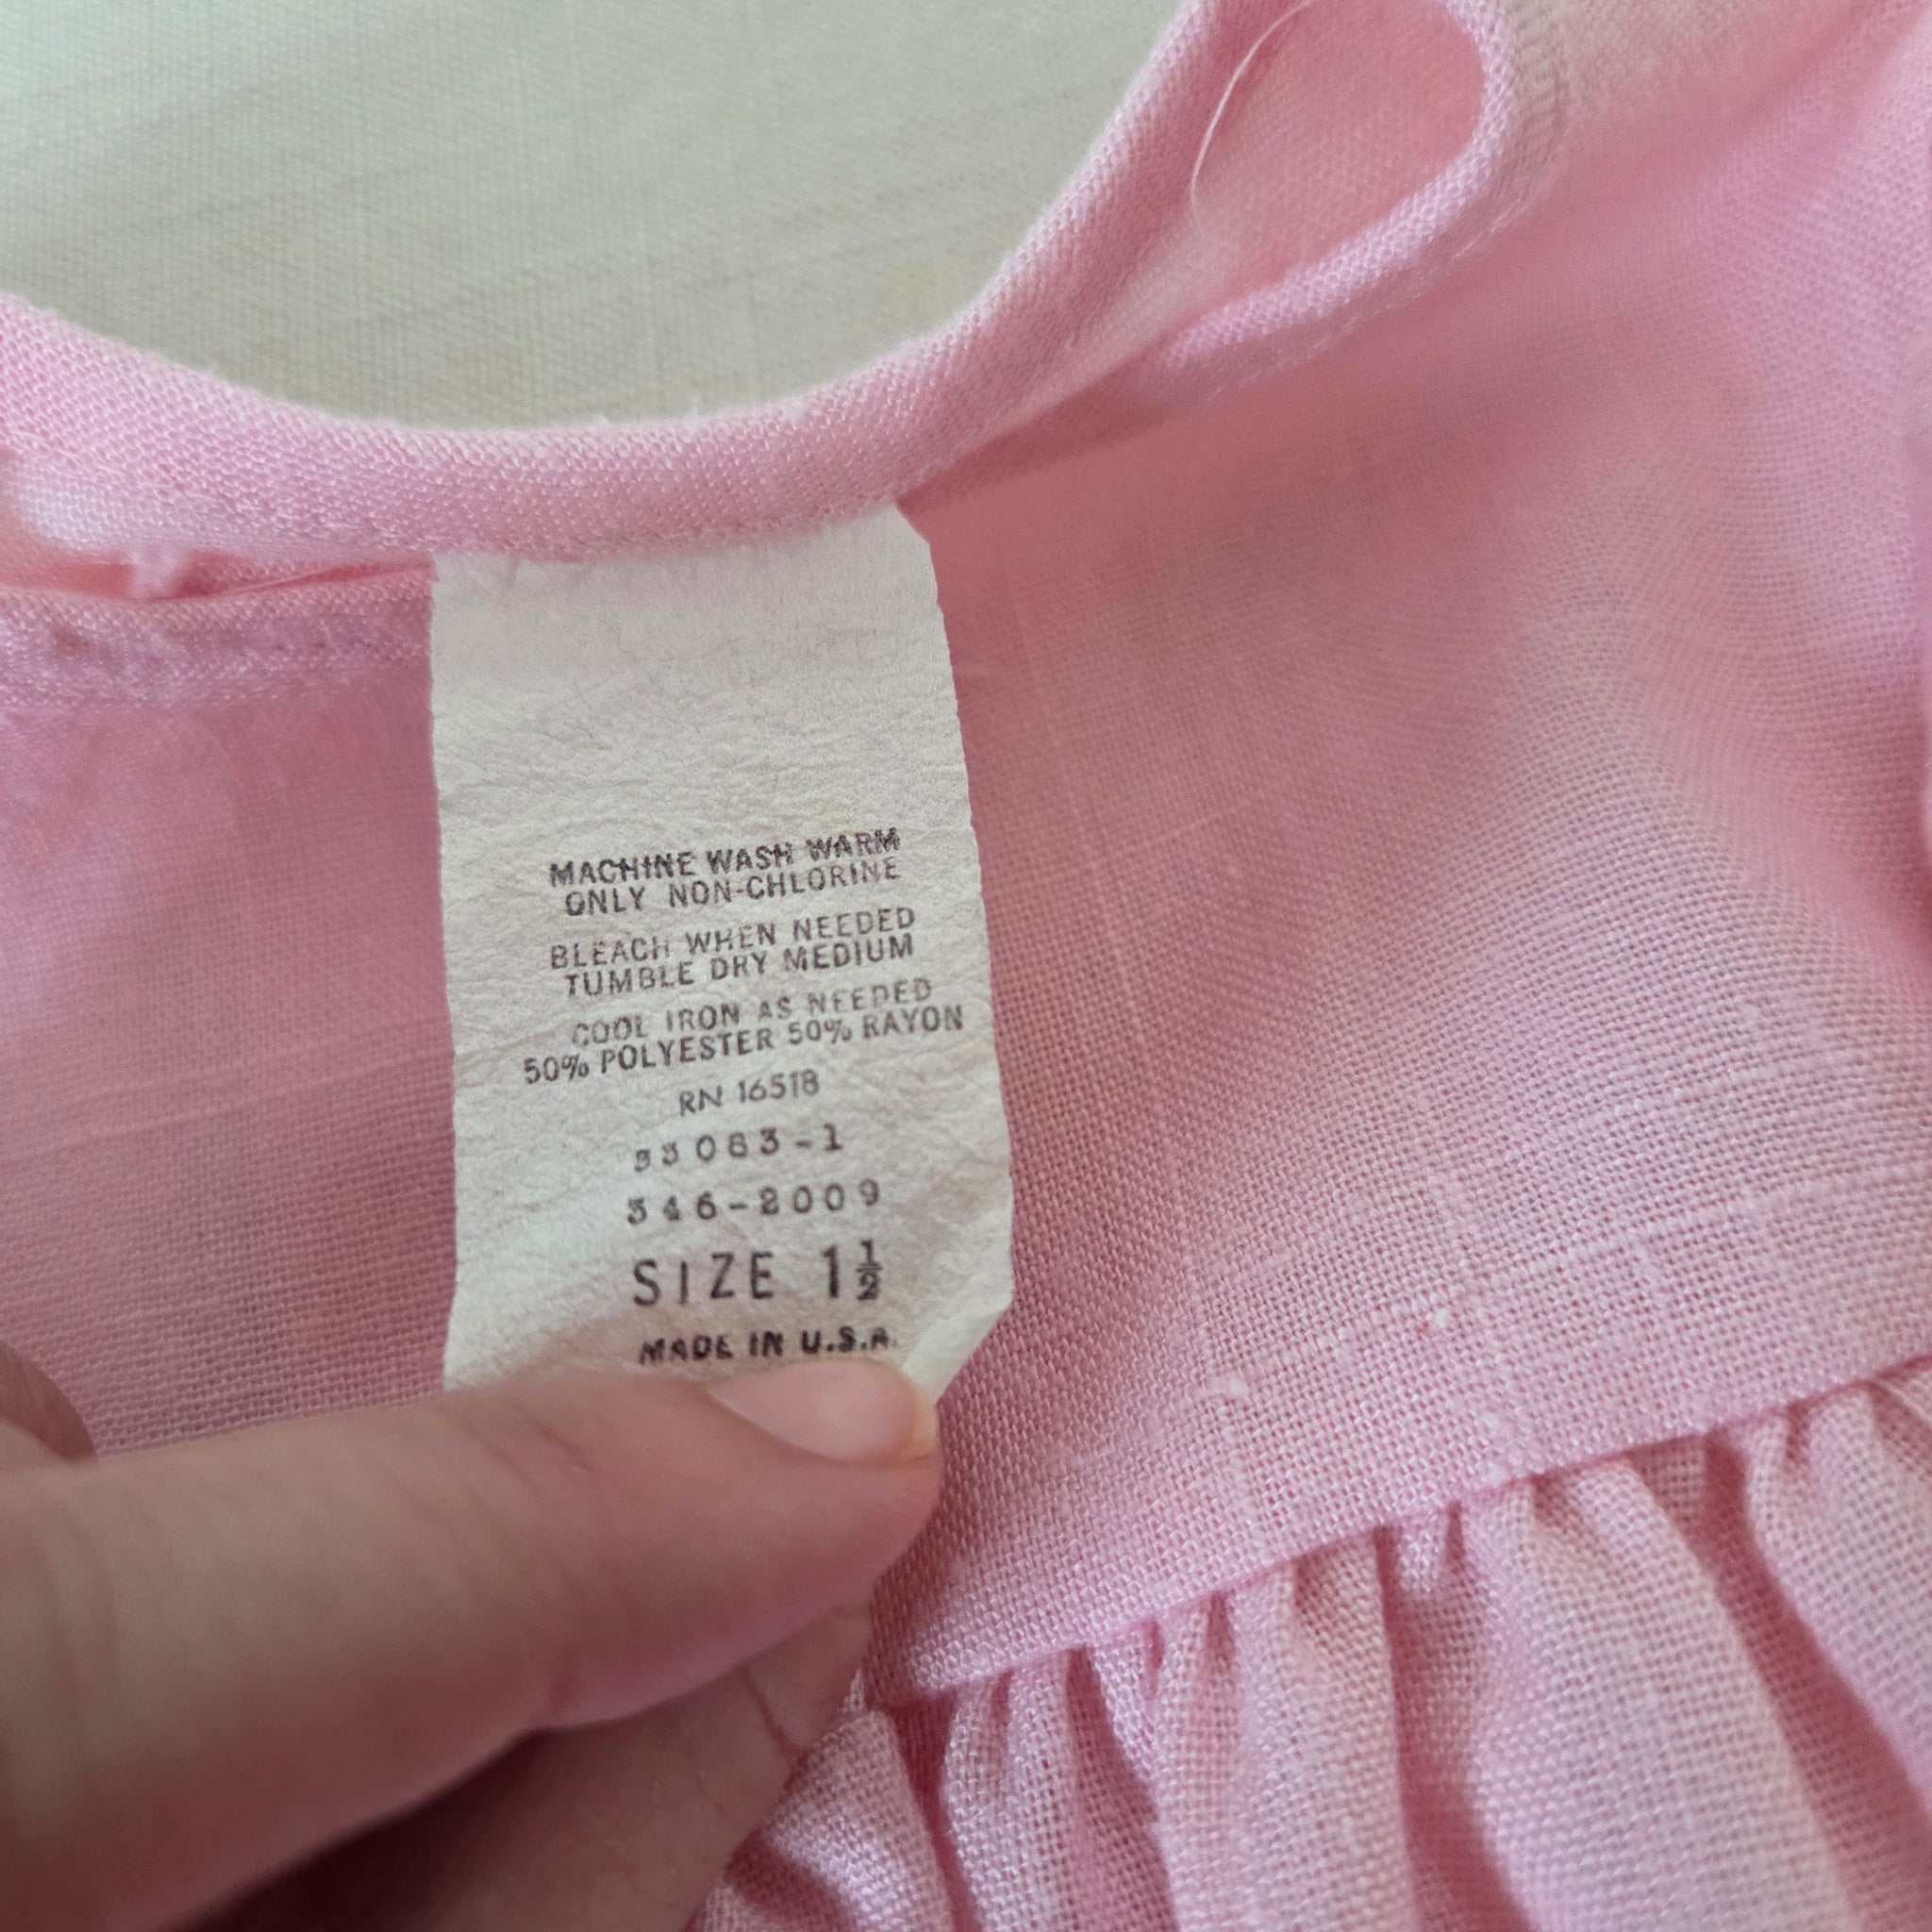 MACHINE WASH WARM
ONLY NON-CHLORINE
BLEACH WHEN NEEDED
TUMBLE DRY MEDIUM
COOL IRON AS NEEDED
50% POLYESTER 50% RAYON
RN 16518
33083-1
346-2009
SIZE 1½
MADE IN U.S.A.